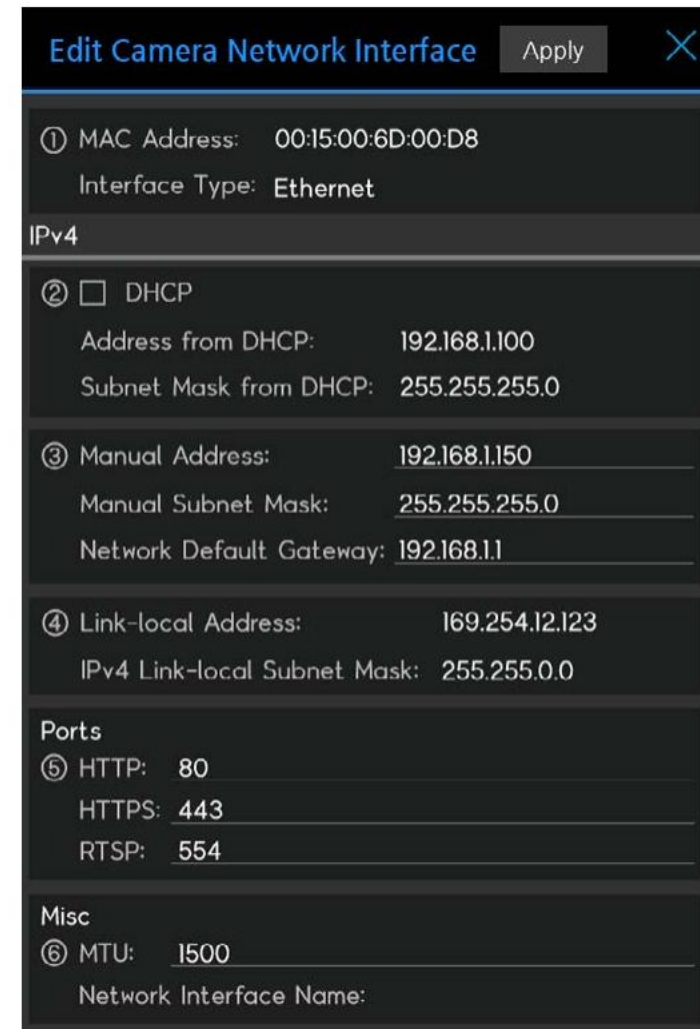 Edit Camera Network Interface Apply
① MAC Address: 00:15:00:6D:00:D8
Interface Type: Ethernet
IPv4
② DHCP
Address from DHCP: 192.168.1.100
Subnet Mask from DHCP: 255.255.255.0
③ Manual Address: 192.168.1.150
Manual Subnet Mask: 255.255.255.0
Network Default Gateway: 192.168.1.1
④ Link-local Address: 169.254.12.123
IPv4 Link-local Subnet Mask: 255.255.0.0
Ports
⑤ HTTP: 80
HTTPS: 443
RTSP: 554
Misc
⑥ MTU: 1500
Network Interface Name: